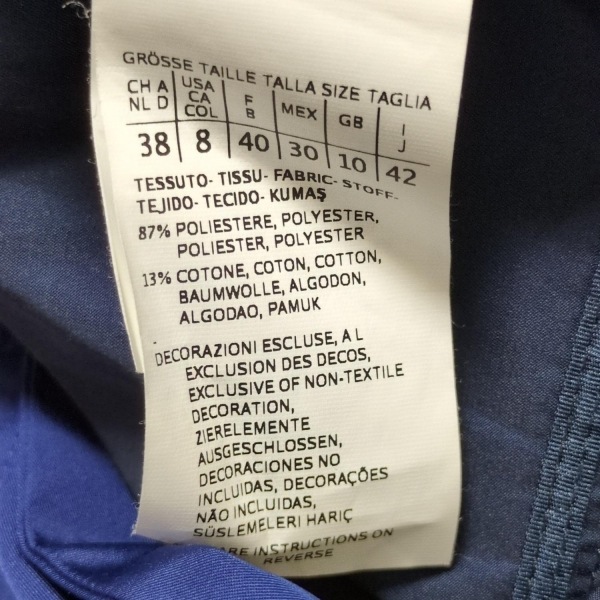 GRÖSSE TAILLE TALLA SIZE TAGLIA
CH A NL D | USA CA COL | F B | MEX | GB | I J
38 | 8 | 40 | 30 | 10 | 42
TESSUTO- TISSU- FABRIC- STOFF-
TEJIDO- TECIDO- KUMAŞ
87% POLIESTERE, POLYESTER,
POLIESTER, POLYESTER
13% COTONE, COTON, COTTON,
BAUMWOLLE, ALGODON,
ALGODAO, PAMUK
DECORAZIONI ESCLUSE, A L
EXCLUSION DES DECOS,
EXCLUSIVE OF NON-TEXTILE
DECORATION,
ZIERELEMENTE
AUSGESCHLOSSEN,
DECORACIONES NO
INCLUIDAS, DECORAÇÕES
NÃO INCLUIDAS,
SÜSLEMELERI HARIÇ
INSTRUCTIONS ON
REVERSE